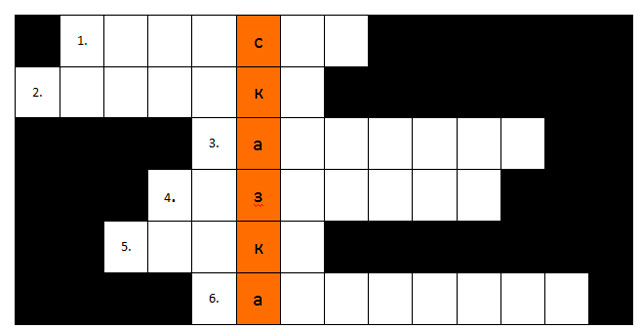 1. с
2. к
3. а
4. з
5. к
6. а